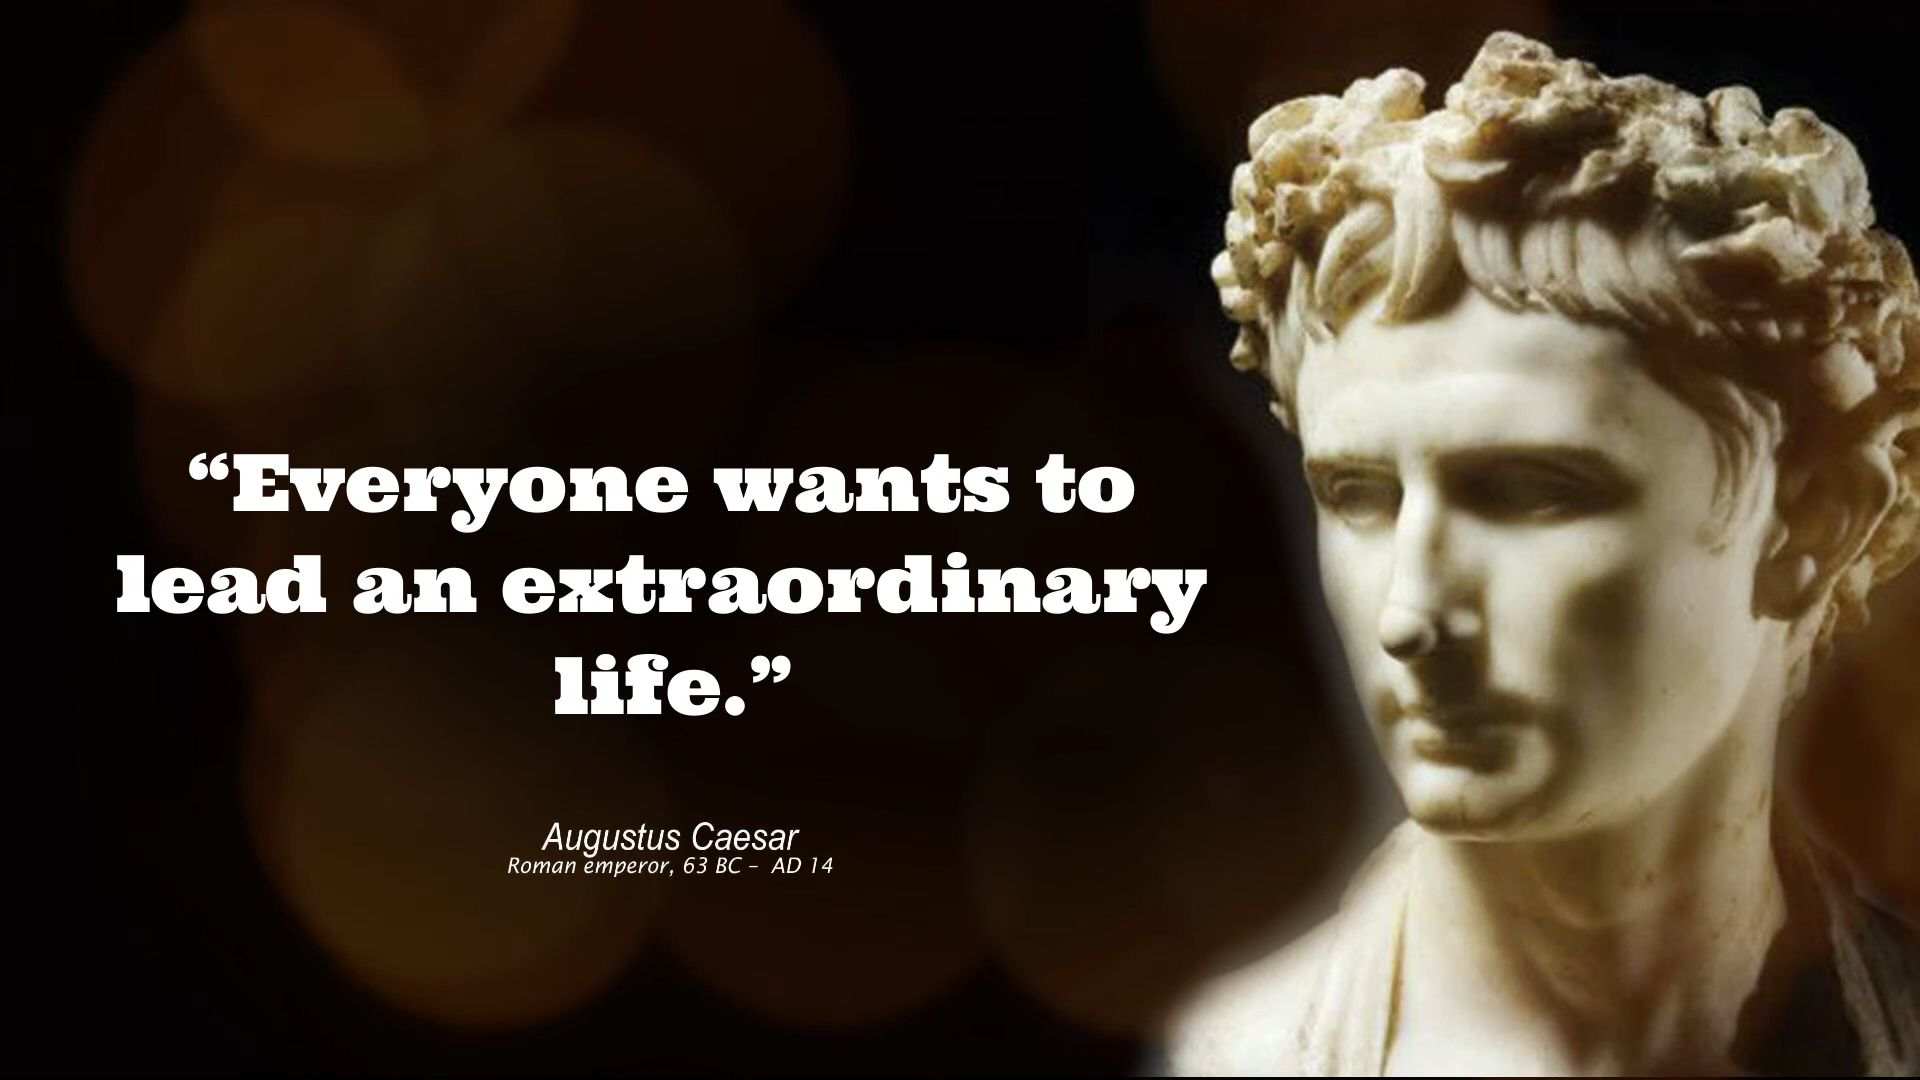 “Everyone wants to
lead an extraordinary
life.”
Augustus Caesar
Roman emperor, 63 BC – AD 14